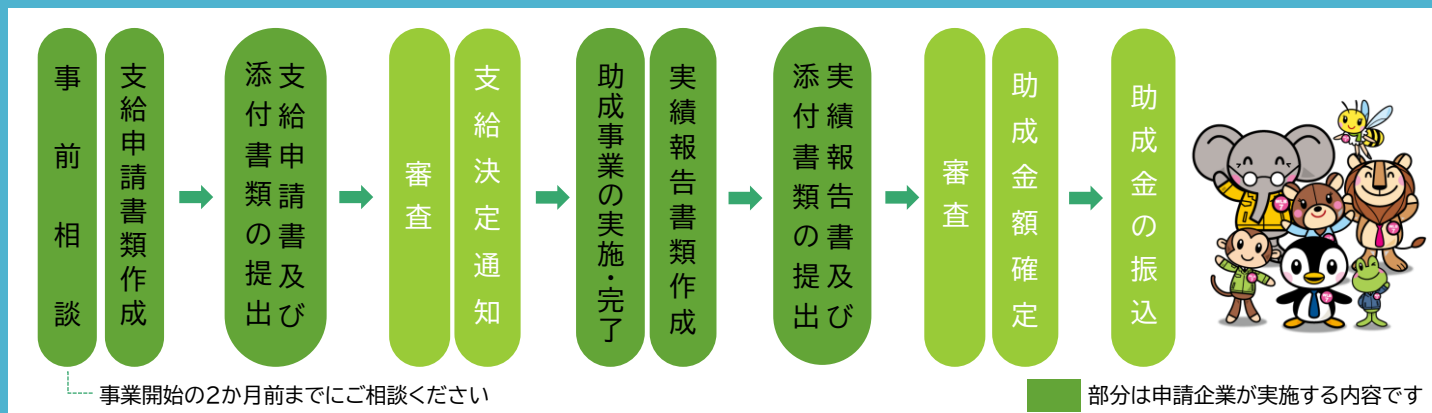 事前相談
支給申請書類作成
支給申請書及び
添付書類の提出
審査
支給決定通知
助成事業の実施・完了
実績報告書類作成
実績報告書及び
添付書類の提出
審査
助成金額確定
助成金の振込
事業開始の2か月前までにご相談ください
部分は申請企業が実施する内容です